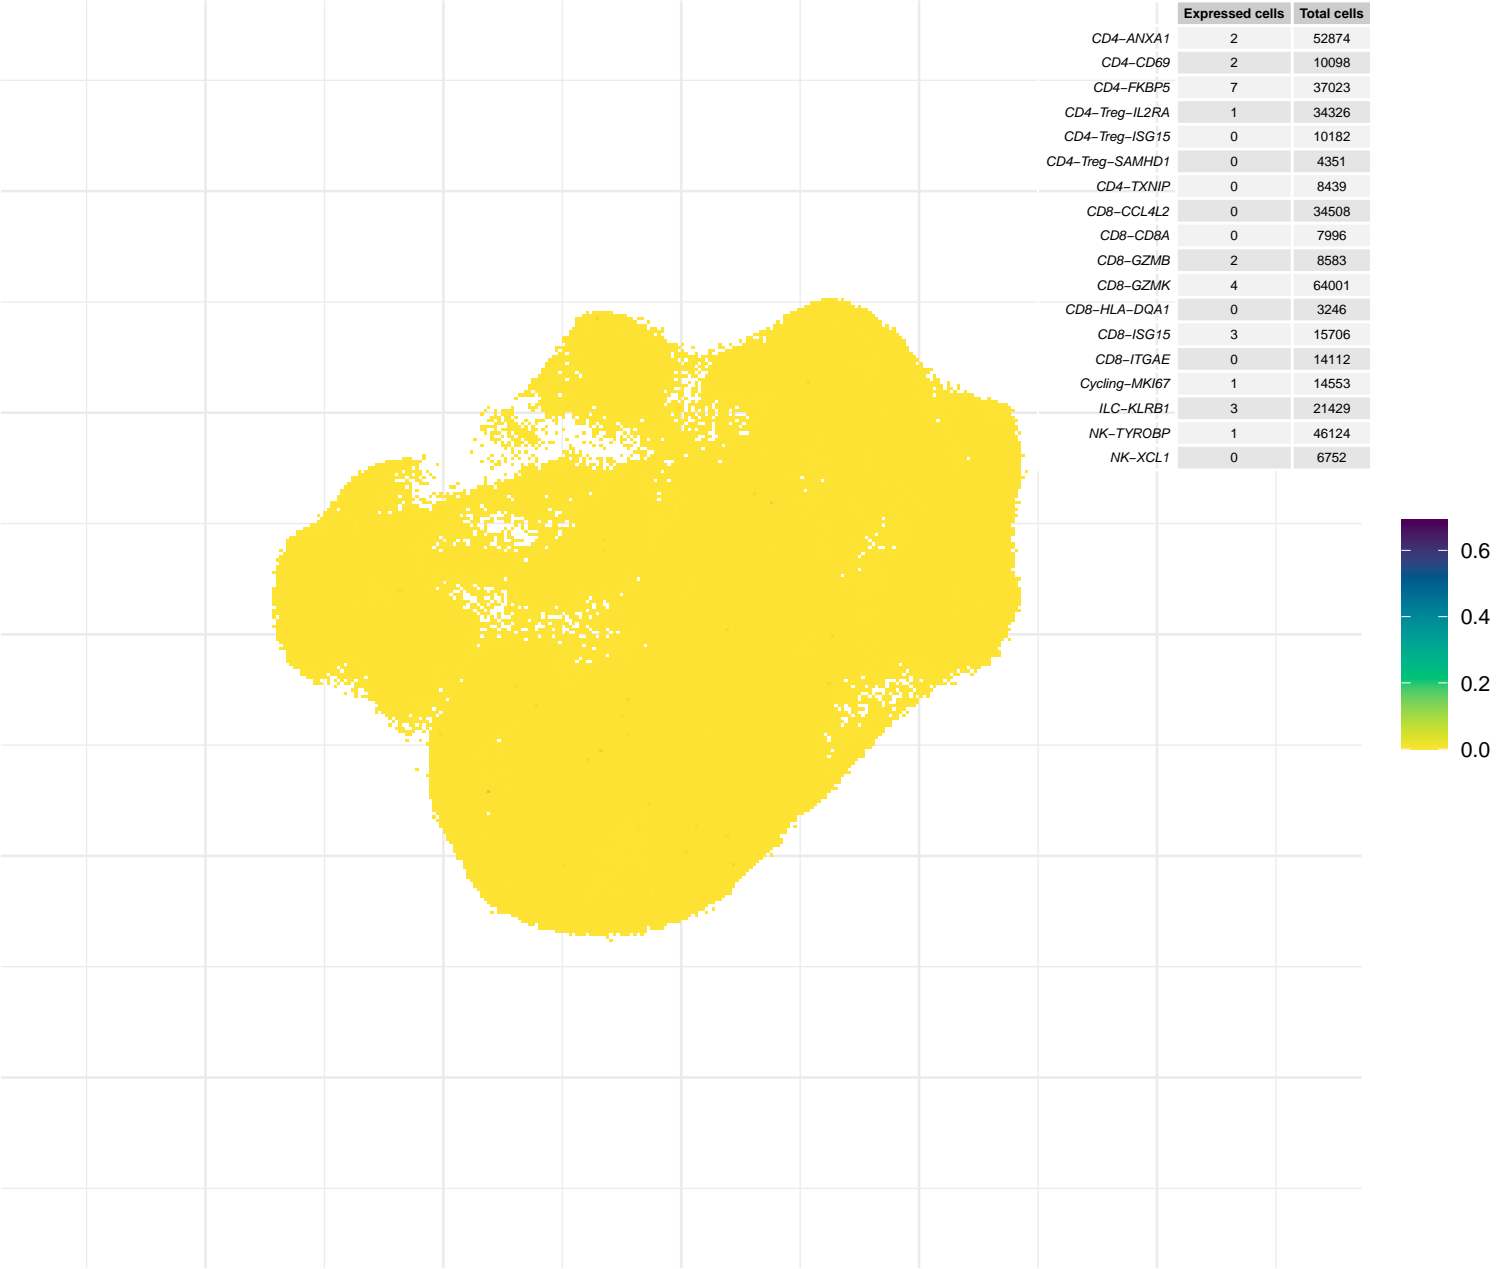 Expressed cells Total cells
CD4−ANXA1 2 52874
CD4−CD69 2 10098
CD4−FKBP5 7 37023
CD4−Treg−IL2RA 1 34326
CD4−Treg−ISG15 0 10182
CD4−Treg−SAMHD1 0 4351
CD4−TXNIP 0 8439
CD8−CCL4L2 0 34508
CD8−CD8A 0 7996
CD8−GZMB 2 8583
CD8−GZMK 4 64001
CD8−HLA−DQA1 0 3246
CD8−ISG15 3 15706
CD8−ITGAE 0 14112
Cycling−MKI67 1 14553
ILC−KLRB1 3 21429
NK−TYROBP 1 46124
NK−XCL1 0 6752
0.6
0.4
0.2
0.0